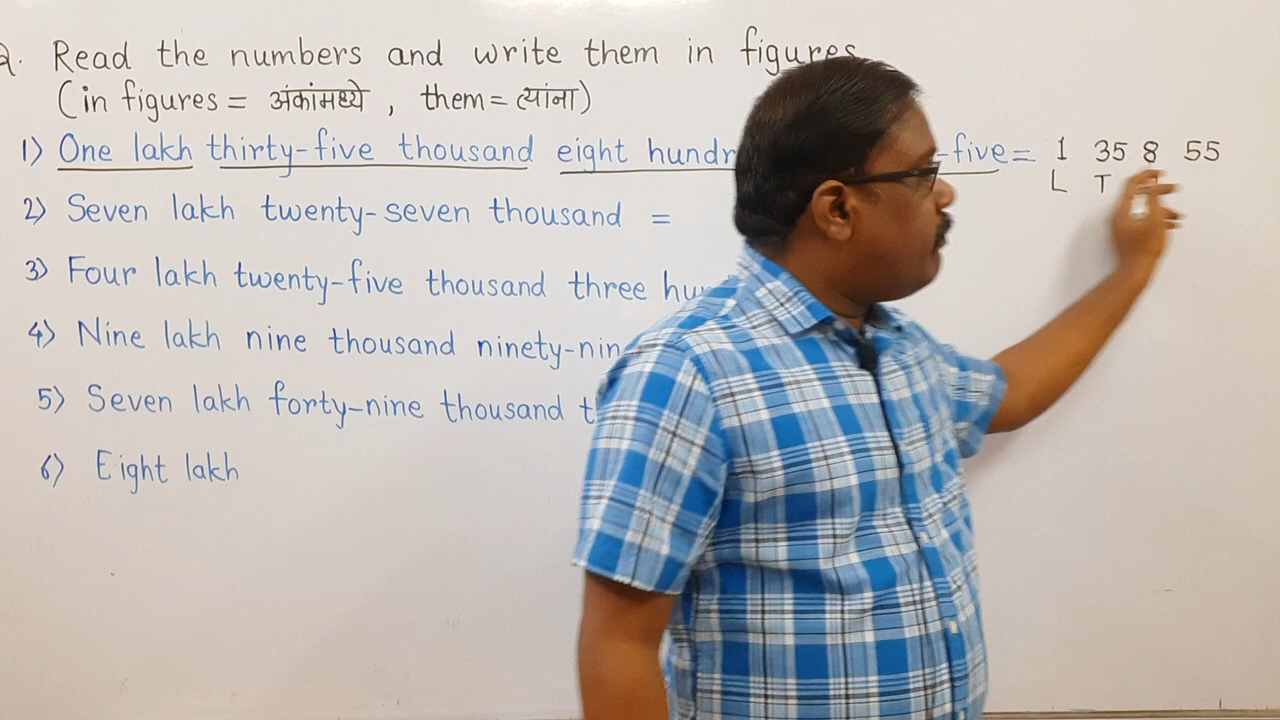 2. Read the numbers and write them in figures
(in figures = अंकांमध्ये , them = त्यांना)
1) One lakh thirty-five thousand eight hundr -five = 1 35 8 55
L T
2) Seven lakh twenty-seven thousand =
3) Four lakh twenty-five thousand three hu
4) Nine lakh nine thousand ninety-nin
5) Seven lakh forty-nine thousand t
6) Eight lakh